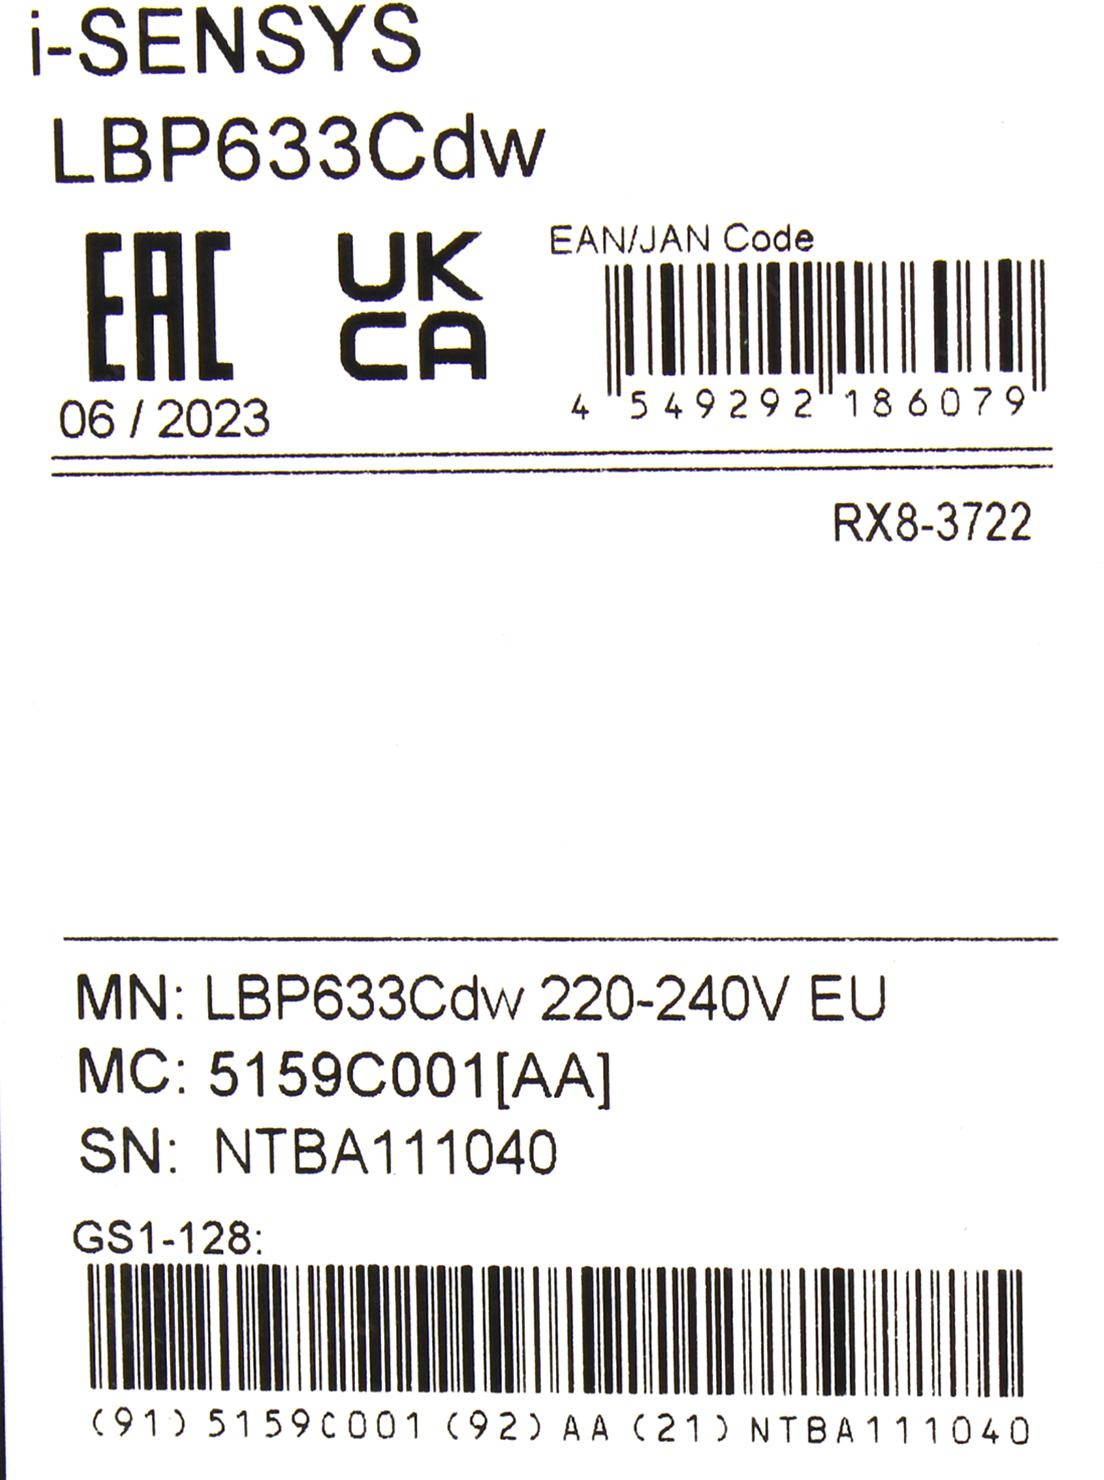 i-SENSYS
LBP633Cdw
EAC
UK
CA
EAN/JAN Code
4 549292 186079
06 / 2023
RX8-3722
MN: LBP633Cdw 220-240V EU
MC: 5159C001[AA]
SN: NTBA111040
GS1-128:
(91) 5159C001 (92) AA (21) NTBA111040